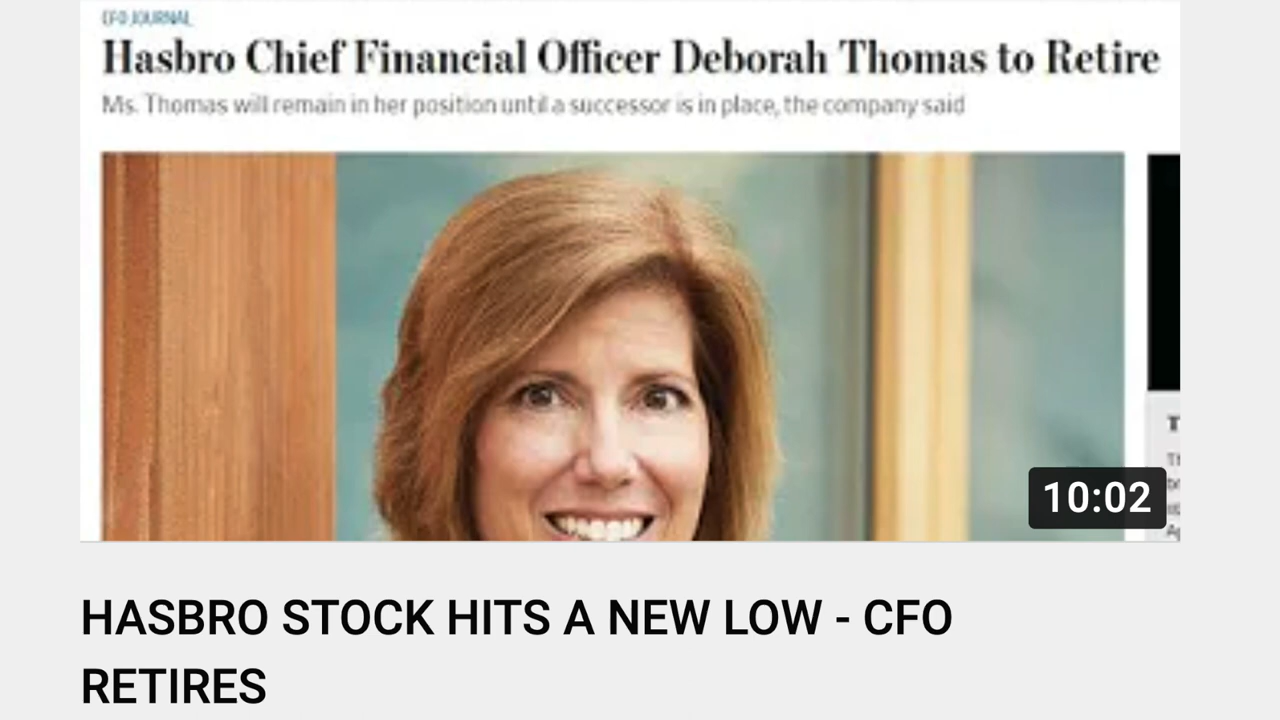 CFO JOURNAL
Hasbro Chief Financial Officer Deborah Thomas to Retire
Ms. Thomas will remain in her position until a successor is in place, the company said
10:02
HASBRO STOCK HITS A NEW LOW - CFO
RETIRES